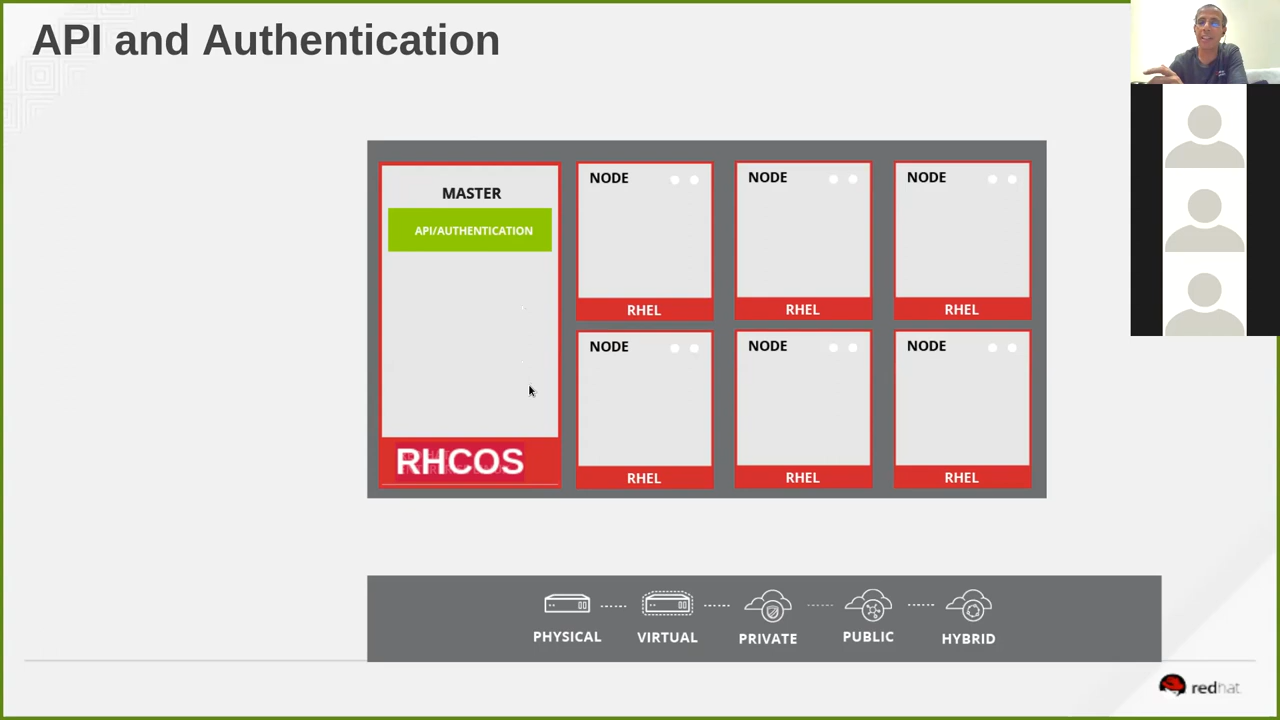 API and Authentication
MASTER
API/AUTHENTICATION
RHCOS
NODE
RHEL
NODE
RHEL
NODE
RHEL
NODE
RHEL
NODE
RHEL
NODE
RHEL
PHYSICAL
VIRTUAL
PRIVATE
PUBLIC
HYBRID
redhat